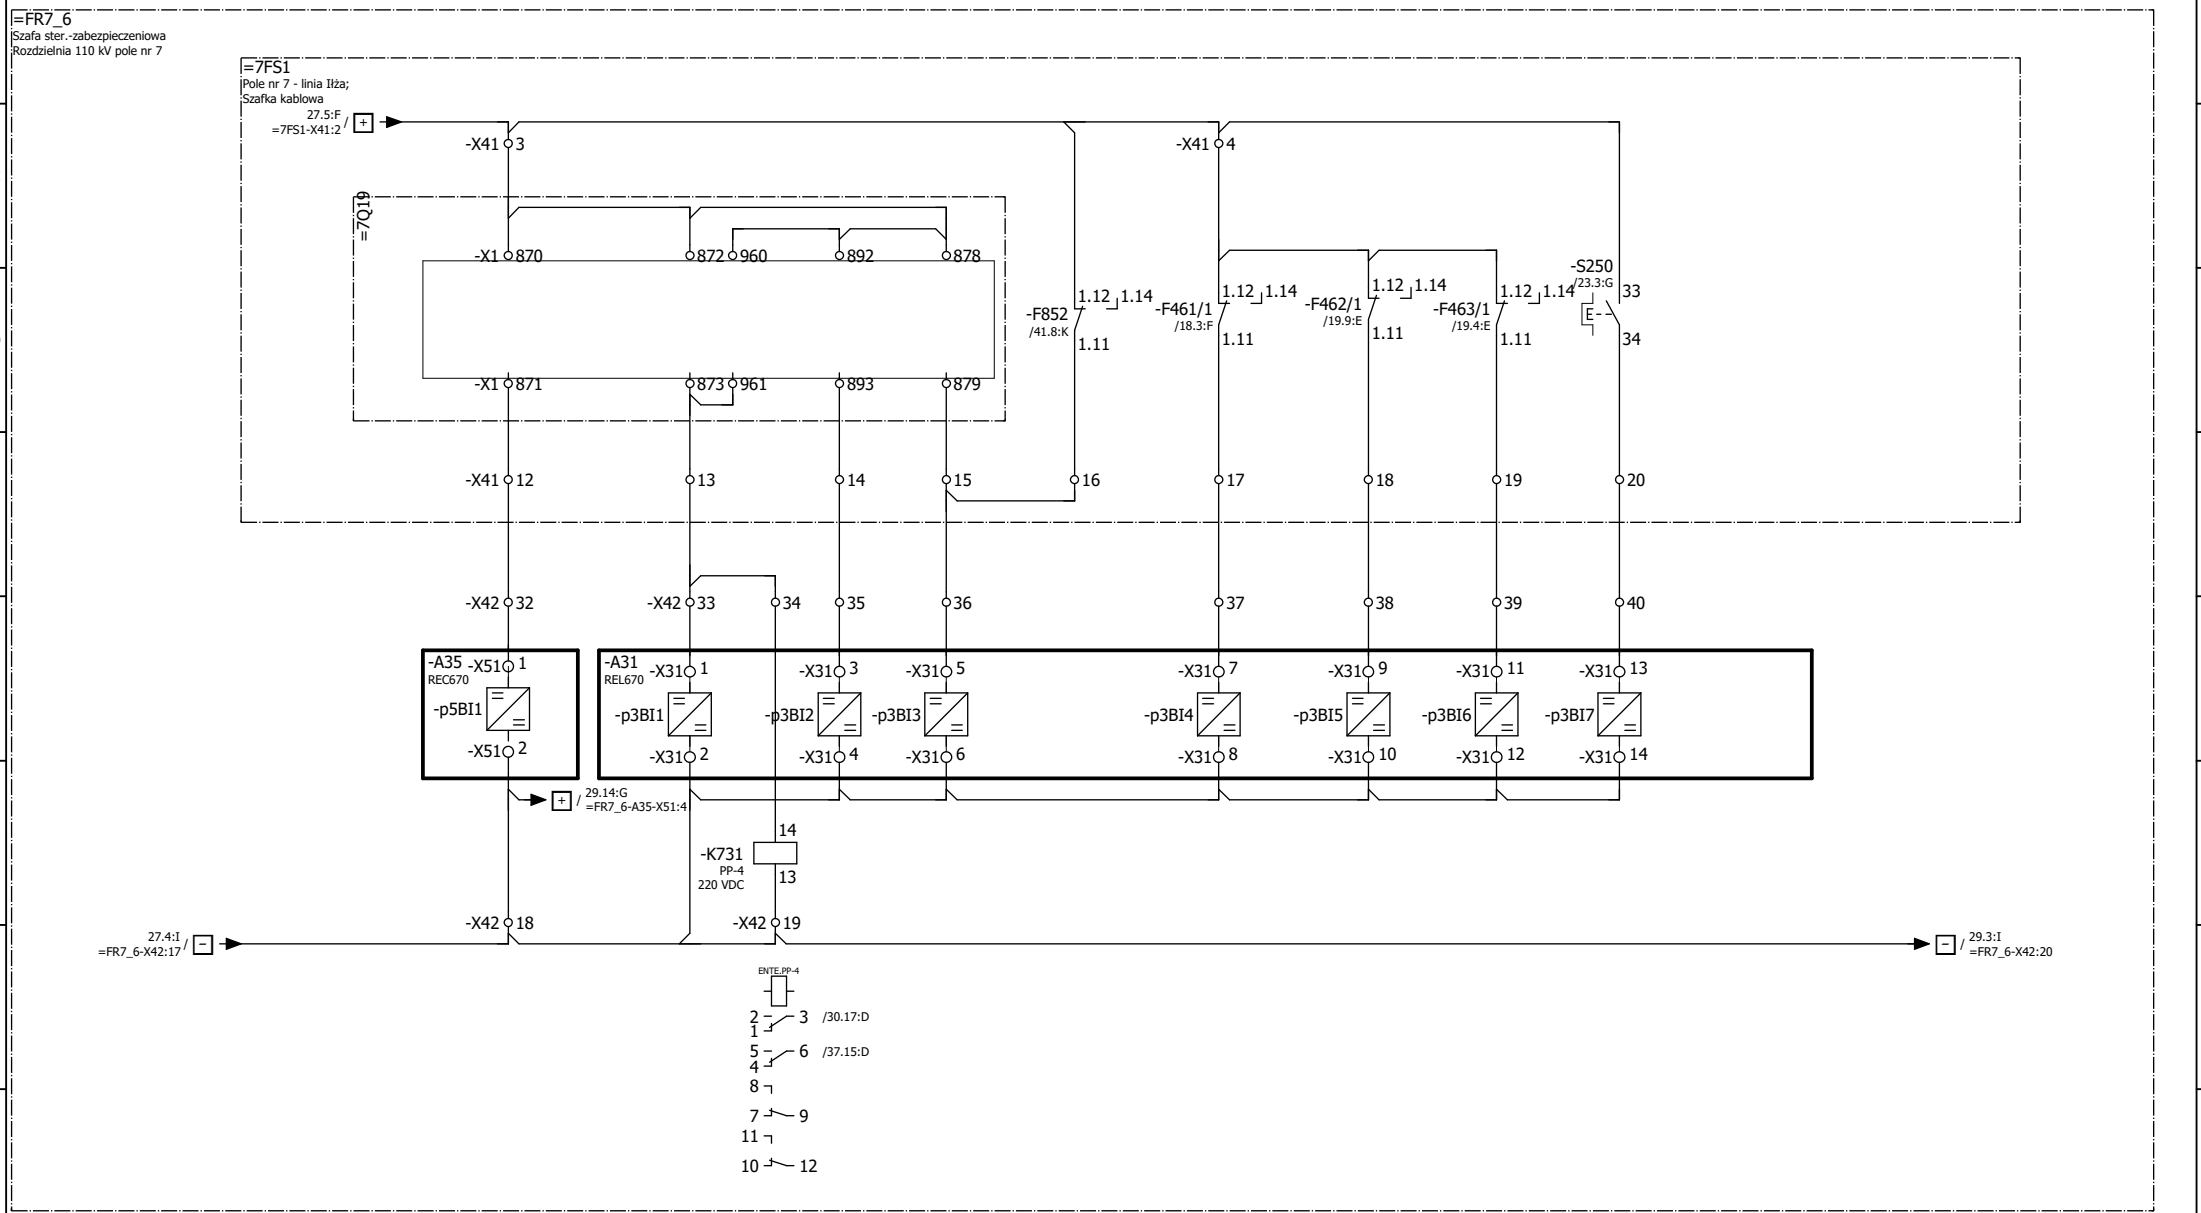 =FR7_6
Szafa ster.-zabezpieczeniowa
Rozdzielnia 110 kV pole nr 7
=7FS1
Pole nr 7 - linia Iłża;
Szafka kablowa
27.5:F
=7FS1-X41:2 / +
-X41 3
-X41 4
=7Q19
-X1 870 872 960 892 878
-S250
/23.3:G
33
34
E
-F852
/41.8:K
1.12 1.14
1.11
-F461/1
/18.3:F
1.12 1.14
1.11
-F462/1
/19.9:E
1.12 1.14
1.11
-F463/1
/19.4:E
1.12 1.14
1.11
-X1 871 873 961 893 879
-X41 12 13 14 15 16 17 18 19 20
-X42 32 -X42 33 34 35 36 37 38 39 40
-A35
REC670
-X51 1
-p5BI1
-X51 2
-A31
REL670
-X31 1 -X31 3 -X31 5 -X31 7 -X31 9 -X31 11 -X31 13
-p3BI1 -p3BI2 -p3BI3 -p3BI4 -p3BI5 -p3BI6 -p3BI7
-X31 2 -X31 4 -X31 6 -X31 8 -X31 10 -X31 12 -X31 14
+ / 29.14:G
=FR7_6-A35-X51:4
14
-K731
PP-4
220 VDC
13
-X42 18 -X42 19
27.4:I
=FR7_6-X42:17 / −
− / 29.3:I
=FR7_6-X42:20
ENTE.PP-4
2 3 /30.17:D
1
5 6 /37.15:D
4
8
7 9
11
10 12